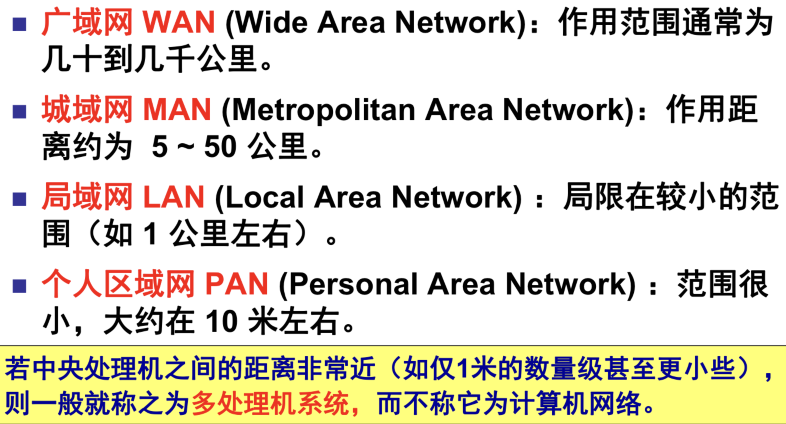 广域网 WAN (Wide Area Network)：作用范围通常为
几十到几千公里。
城域网 MAN (Metropolitan Area Network)：作用距
离约为 5 ~ 50 公里。
局域网 LAN (Local Area Network) ：局限在较小的范
围（如 1 公里左右）。
个人区域网 PAN (Personal Area Network) ：范围很
小，大约在 10 米左右。
若中央处理机之间的距离非常近（如仅1米的数量级甚至更小些），
则一般就称之为多处理机系统，而不称它为计算机网络。